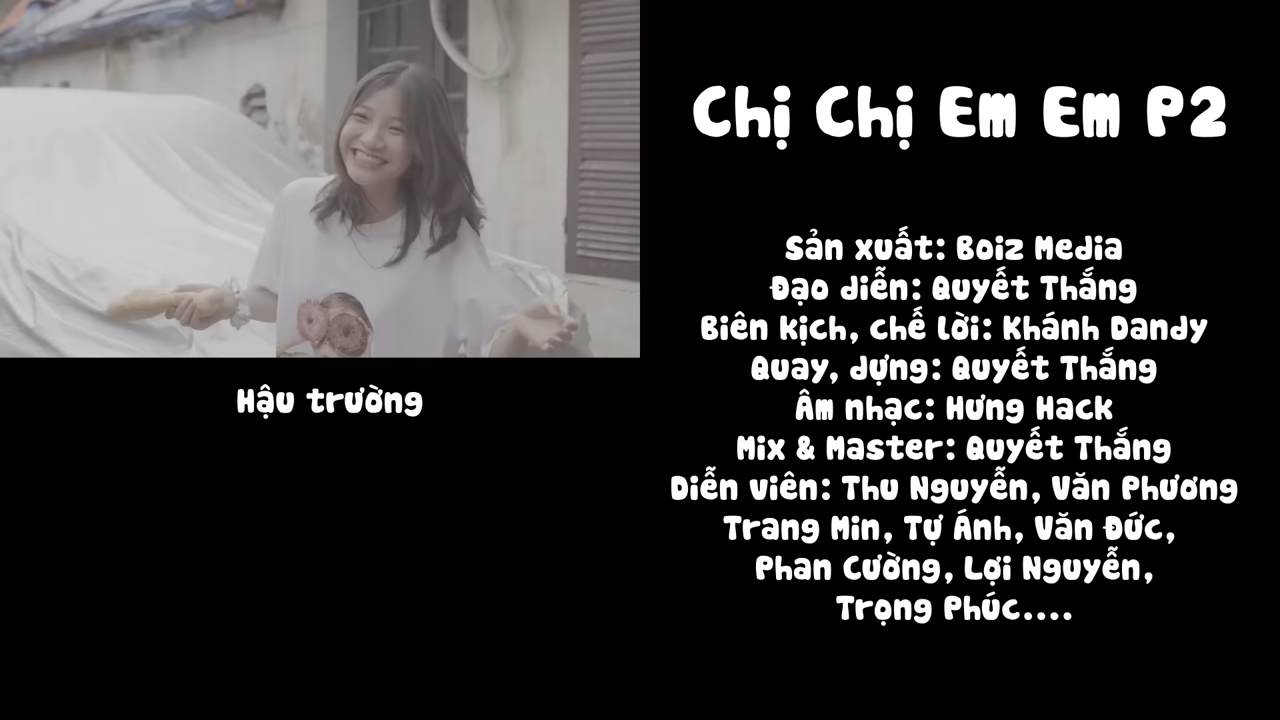 Chị Chị Em Em P2
Sản xuất: Boiz Media
Đạo diễn: Quyết Thắng
Biên kịch, chế lời: Khánh Dandy
Quay, dựng: Quyết Thắng
Âm nhạc: Hưng Hack
Mix & Master: Quyết Thắng
Diễn viên: Thu Nguyễn, Văn Phương
Trang Min, Tự Ánh, Văn Đức,
Phan Cường, Lợi Nguyễn,
Trọng Phúc....
Hậu trường